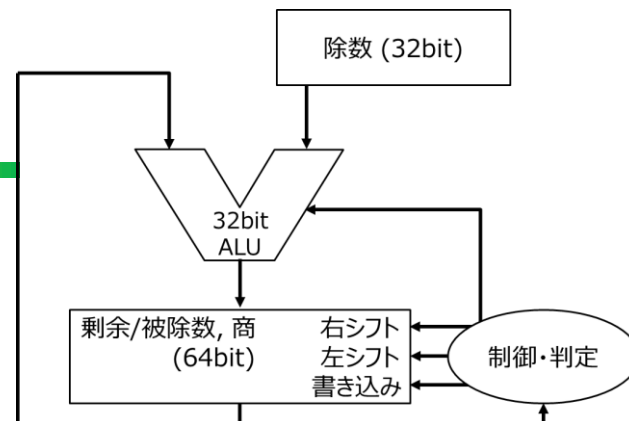 除数 (32bit)
32bit
ALU
剰余/被除数, 商
(64bit)
右シフト
左シフト
書き込み
制御・判定